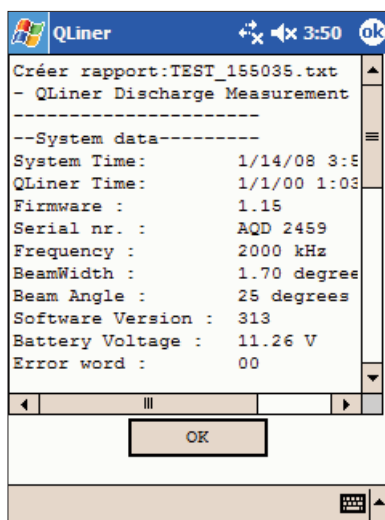 QLiner 3:50 ok
Créer rapport:TEST_155035.txt
- QLiner Discharge Measurement
-----------------------
--System data---------
System Time: 1/14/08 3:5
QLiner Time: 1/1/00 1:03
Firmware : 1.15
Serial nr. : AQD 2459
Frequency : 2000 kHz
BeamWidth : 1.70 degree
Beam Angle : 25 degrees
Software Version : 313
Battery Voltage : 11.26 V
Error word : 00
OK